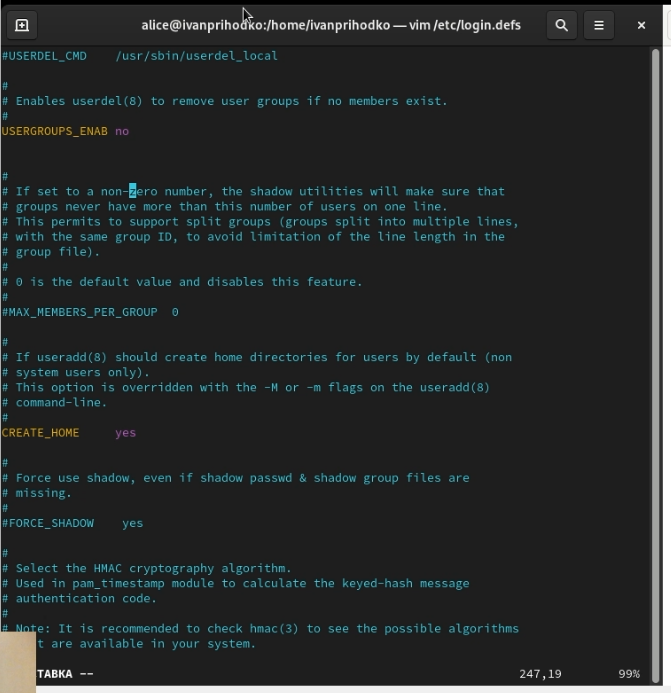 alice@ivanprihodko:/home/ivanprihodko — vim /etc/login.defs
#USERDEL_CMD    /usr/sbin/userdel_local
#
# Enables userdel(8) to remove user groups if no members exist.
#
USERGROUPS_ENAB no
#
# If set to a non-zero number, the shadow utilities will make sure that
# groups never have more than this number of users on one line.
# This permits to support split groups (groups split into multiple lines,
# with the same group ID, to avoid limitation of the line length in the
# group file).
#
# 0 is the default value and disables this feature.
#
#MAX_MEMBERS_PER_GROUP  0
#
# If useradd(8) should create home directories for users by default (non
# system users only).
# This option is overridden with the -M or -m flags on the useradd(8)
# command-line.
#
CREATE_HOME     yes
#
# Force use shadow, even if shadow passwd & shadow group files are
# missing.
#
#FORCE_SHADOW    yes
#
# Select the HMAC cryptography algorithm.
# Used in pam_timestamp module to calculate the keyed-hash message
# authentication code.
#
# Note: It is recommended to check hmac(3) to see the possible algorithms
t are available in your system.
ТАВКА --    247,19    99%